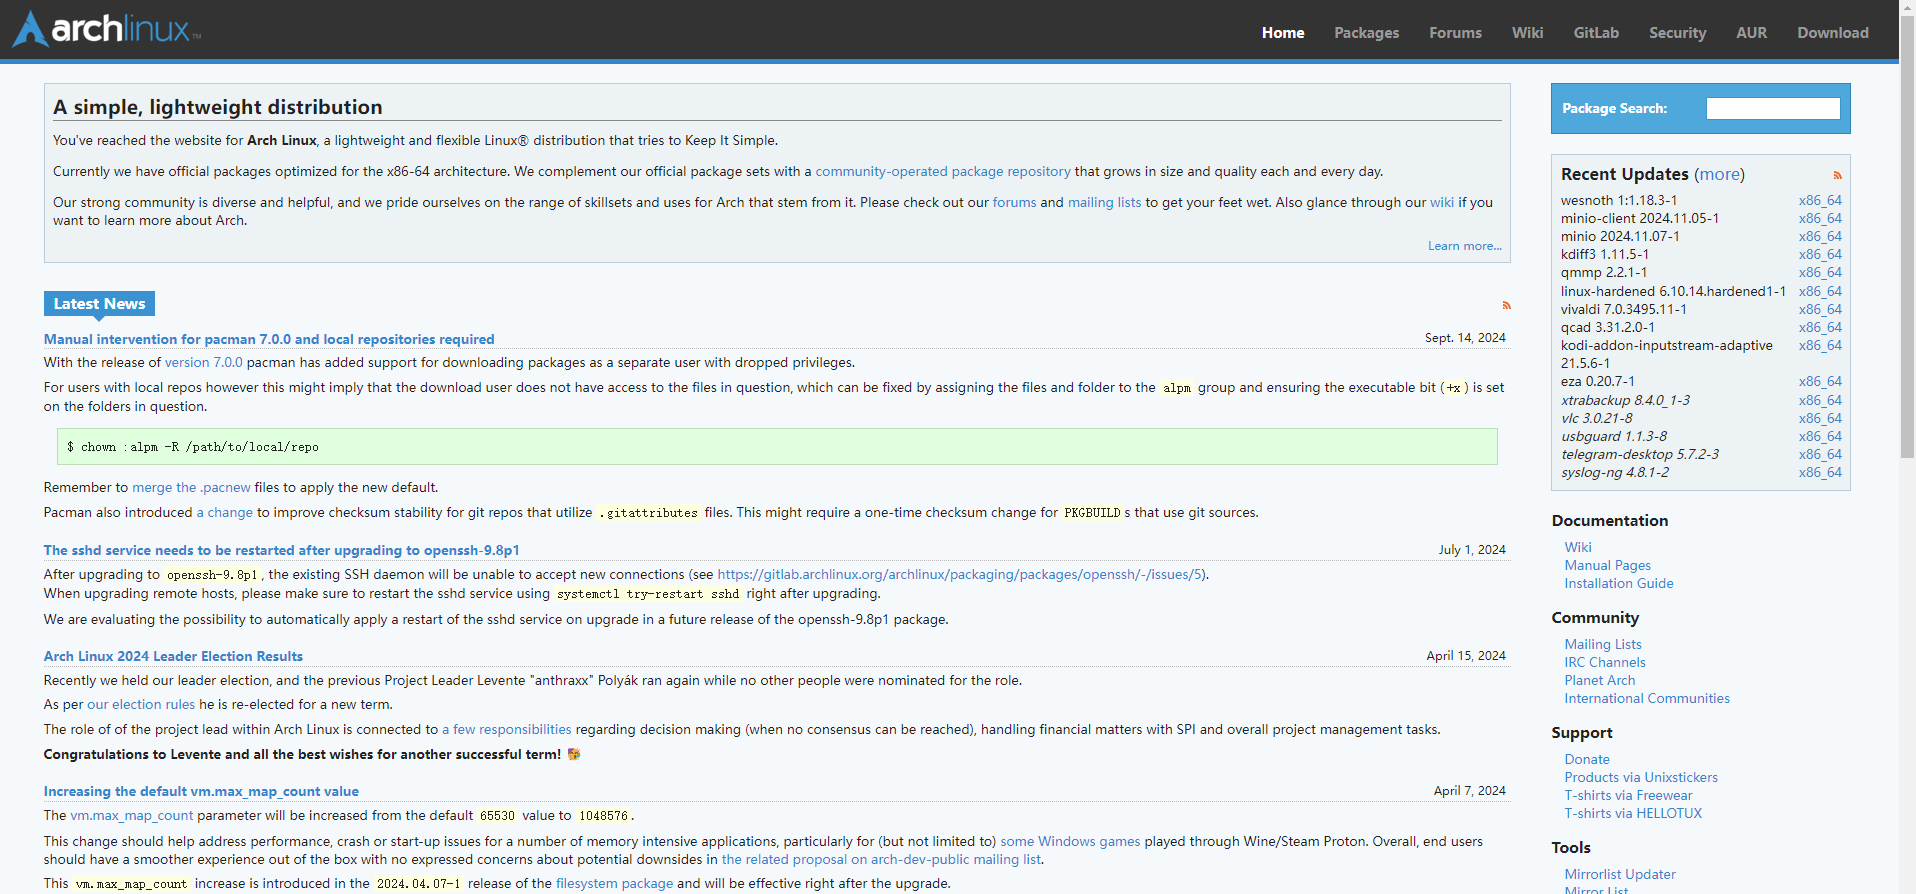 archlinux™
Home Packages Forums Wiki GitLab Security AUR Download
A simple, lightweight distribution
You've reached the website for Arch Linux, a lightweight and flexible Linux® distribution that tries to Keep It Simple.
Currently we have official packages optimized for the x86-64 architecture. We complement our official package sets with a community-operated package repository that grows in size and quality each and every day.
Our strong community is diverse and helpful, and we pride ourselves on the range of skillsets and uses for Arch that stem from it. Please check out our forums and mailing lists to get your feet wet. Also glance through our wiki if you
want to learn more about Arch.
Learn more...
Latest News
Manual intervention for pacman 7.0.0 and local repositories required Sept. 14, 2024
With the release of version 7.0.0 pacman has added support for downloading packages as a separate user with dropped privileges.
For users with local repos however this might imply that the download user does not have access to the files in question, which can be fixed by assigning the files and folder to the alpm group and ensuring the executable bit (+x) is set
on the folders in question.
$ chown :alpm -R /path/to/local/repo
Remember to merge the .pacnew files to apply the new default.
Pacman also introduced a change to improve checksum stability for git repos that utilize .gitattributes files. This might require a one-time checksum change for PKGBUILDs that use git sources.
The sshd service needs to be restarted after upgrading to openssh-9.8p1 July 1, 2024
After upgrading to openssh-9.8p1, the existing SSH daemon will be unable to accept new connections (see https://gitlab.archlinux.org/archlinux/packaging/packages/openssh/-/issues/5).
When upgrading remote hosts, please make sure to restart the sshd service using systemctl try-restart sshd right after upgrading.
We are evaluating the possibility to automatically apply a restart of the sshd service on upgrade in a future release of the openssh-9.8p1 package.
Arch Linux 2024 Leader Election Results April 15, 2024
Recently we held our leader election, and the previous Project Leader Levente "anthraxx" Polyák ran again while no other people were nominated for the role.
As per our election rules he is re-elected for a new term.
The role of of the project lead within Arch Linux is connected to a few responsibilities regarding decision making (when no consensus can be reached), handling financial matters with SPI and overall project management tasks.
Congratulations to Levente and all the best wishes for another successful term! 🎉
Increasing the default vm.max_map_count value April 7, 2024
The vm.max_map_count parameter will be increased from the default 65530 value to 1048576.
This change should help address performance, crash or start-up issues for a number of memory intensive applications, particularly for (but not limited to) some Windows games played through Wine/Steam Proton. Overall, end users
should have a smoother experience out of the box with no expressed concerns about potential downsides in the related proposal on arch-dev-public mailing list.
This vm.max_map_count increase is introduced in the 2024.04.07-1 release of the filesystem package and will be effective right after the upgrade.
Package Search:
Recent Updates (more)
wesnoth 1:1.18.3-1 x86_64
minio-client 2024.11.05-1 x86_64
minio 2024.11.07-1 x86_64
kdiff3 1.11.5-1 x86_64
qmmp 2.2.1-1 x86_64
linux-hardened 6.10.14.hardened1-1 x86_64
vivaldi 7.0.3495.11-1 x86_64
qcad 3.31.2.0-1 x86_64
kodi-addon-inputstream-adaptive x86_64
21.5.6-1
eza 0.20.7-1 x86_64
xtrabackup 8.4.0_1-3 x86_64
vlc 3.0.21-8 x86_64
usbguard 1.1.3-8 x86_64
telegram-desktop 5.7.2-3 x86_64
syslog-ng 4.8.1-2 x86_64
Documentation
Wiki
Manual Pages
Installation Guide
Community
Mailing Lists
IRC Channels
Planet Arch
International Communities
Support
Donate
Products via Unixstickers
T-shirts via Freewear
T-shirts via HELLOTUX
Tools
Mirrorlist Updater
Mirror List